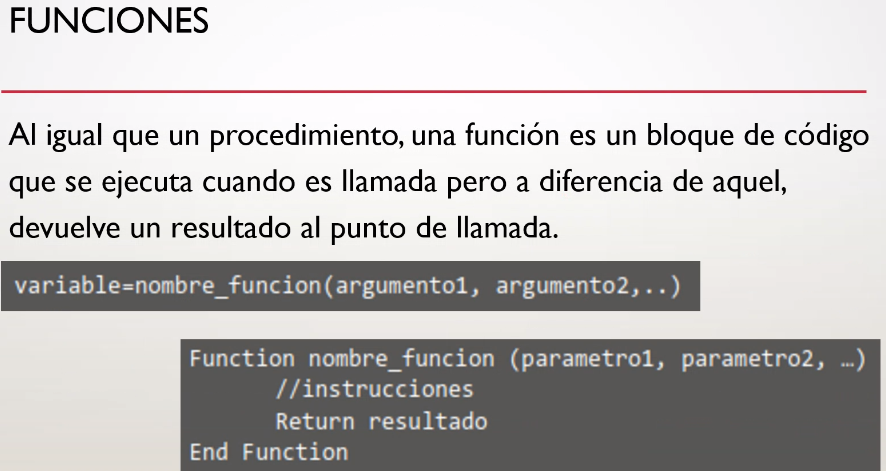 FUNCIONES
Al igual que un procedimiento, una función es un bloque de código
que se ejecuta cuando es llamada pero a diferencia de aquel,
devuelve un resultado al punto de llamada.
variable=nombre_funcion(argumento1, argumento2,..)
Function nombre_funcion (parametro1, parametro2, …)
//instrucciones
Return resultado
End Function